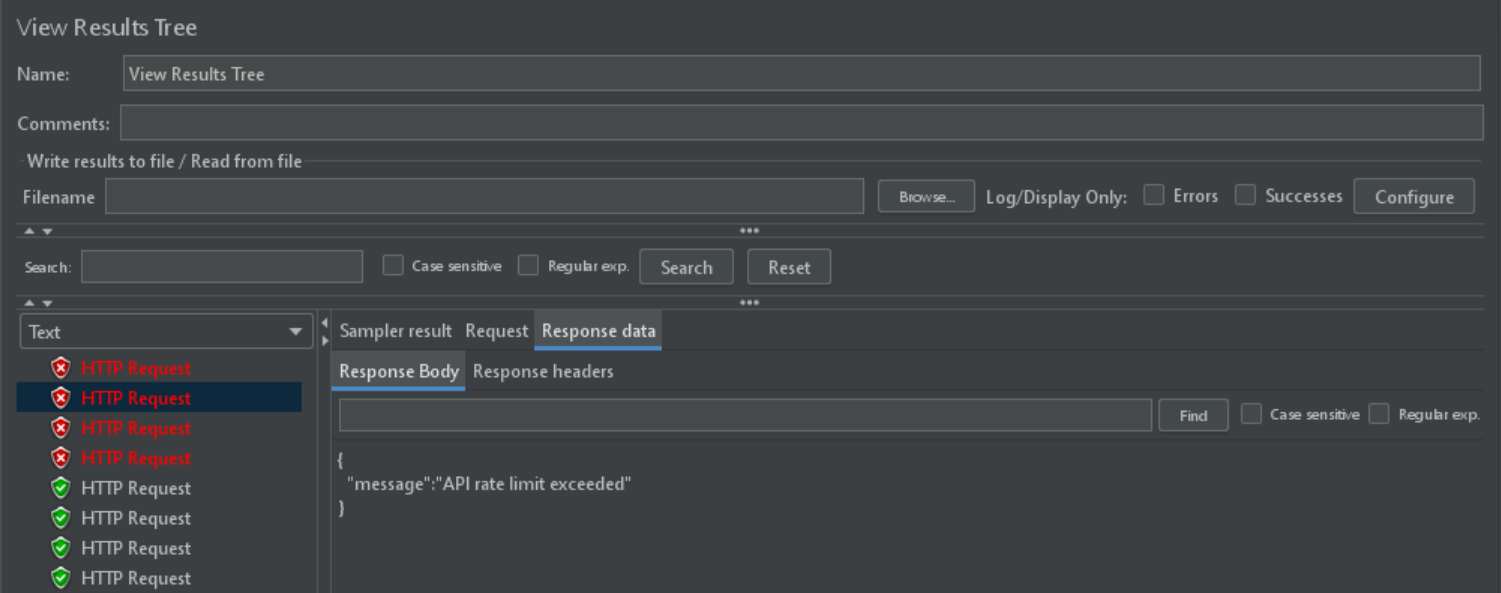 View Results Tree
Name: View Results Tree
Comments:
Write results to file / Read from file
Filename Browse... Log/Display Only: Errors Successes Configure
Search: Case sensitive Regular exp. Search Reset
Text Sampler result Request Response data
HTTP Request Response Body Response headers
HTTP Request Find Case sensitive Regular exp.
HTTP Request
HTTP Request {
HTTP Request "message":"API rate limit exceeded"
HTTP Request }
HTTP Request
HTTP Request